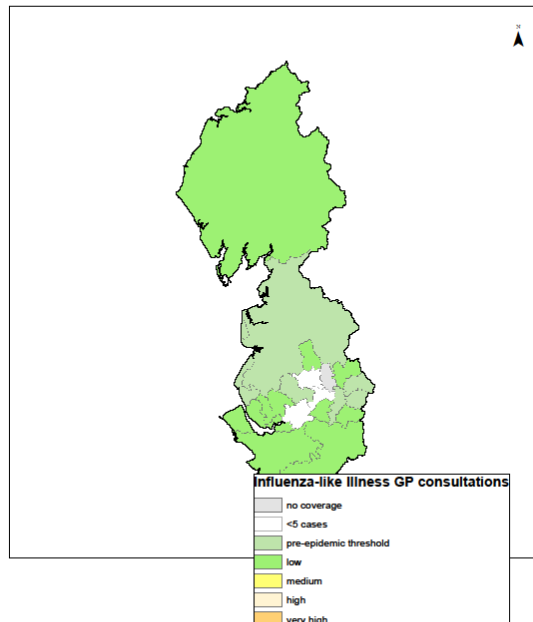 N
Influenza-like Illness GP consultations
no coverage
<5 cases
pre-epidemic threshold
low
medium
high
very high